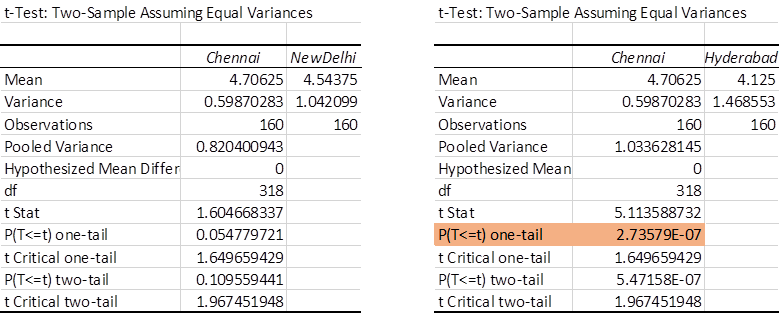 t-Test: Two-Sample Assuming Equal Variances
Chennai NewDelhi
Mean 4.70625 4.54375
Variance 0.59870283 1.042099
Observations 160 160
Pooled Variance 0.820400943
Hypothesized Mean Differ 0
df 318
t Stat 1.604668337
P(T<=t) one-tail 0.054779721
t Critical one-tail 1.649659429
P(T<=t) two-tail 0.109559441
t Critical two-tail 1.967451948
t-Test: Two-Sample Assuming Equal Variances
Chennai Hyderabad
Mean 4.70625 4.125
Variance 0.59870283 1.468553
Observations 160 160
Pooled Variance 1.033628145
Hypothesized Mean 0
df 318
t Stat 5.113588732
P(T<=t) one-tail 2.73579E-07
t Critical one-tail 1.649659429
P(T<=t) two-tail 5.47158E-07
t Critical two-tail 1.967451948